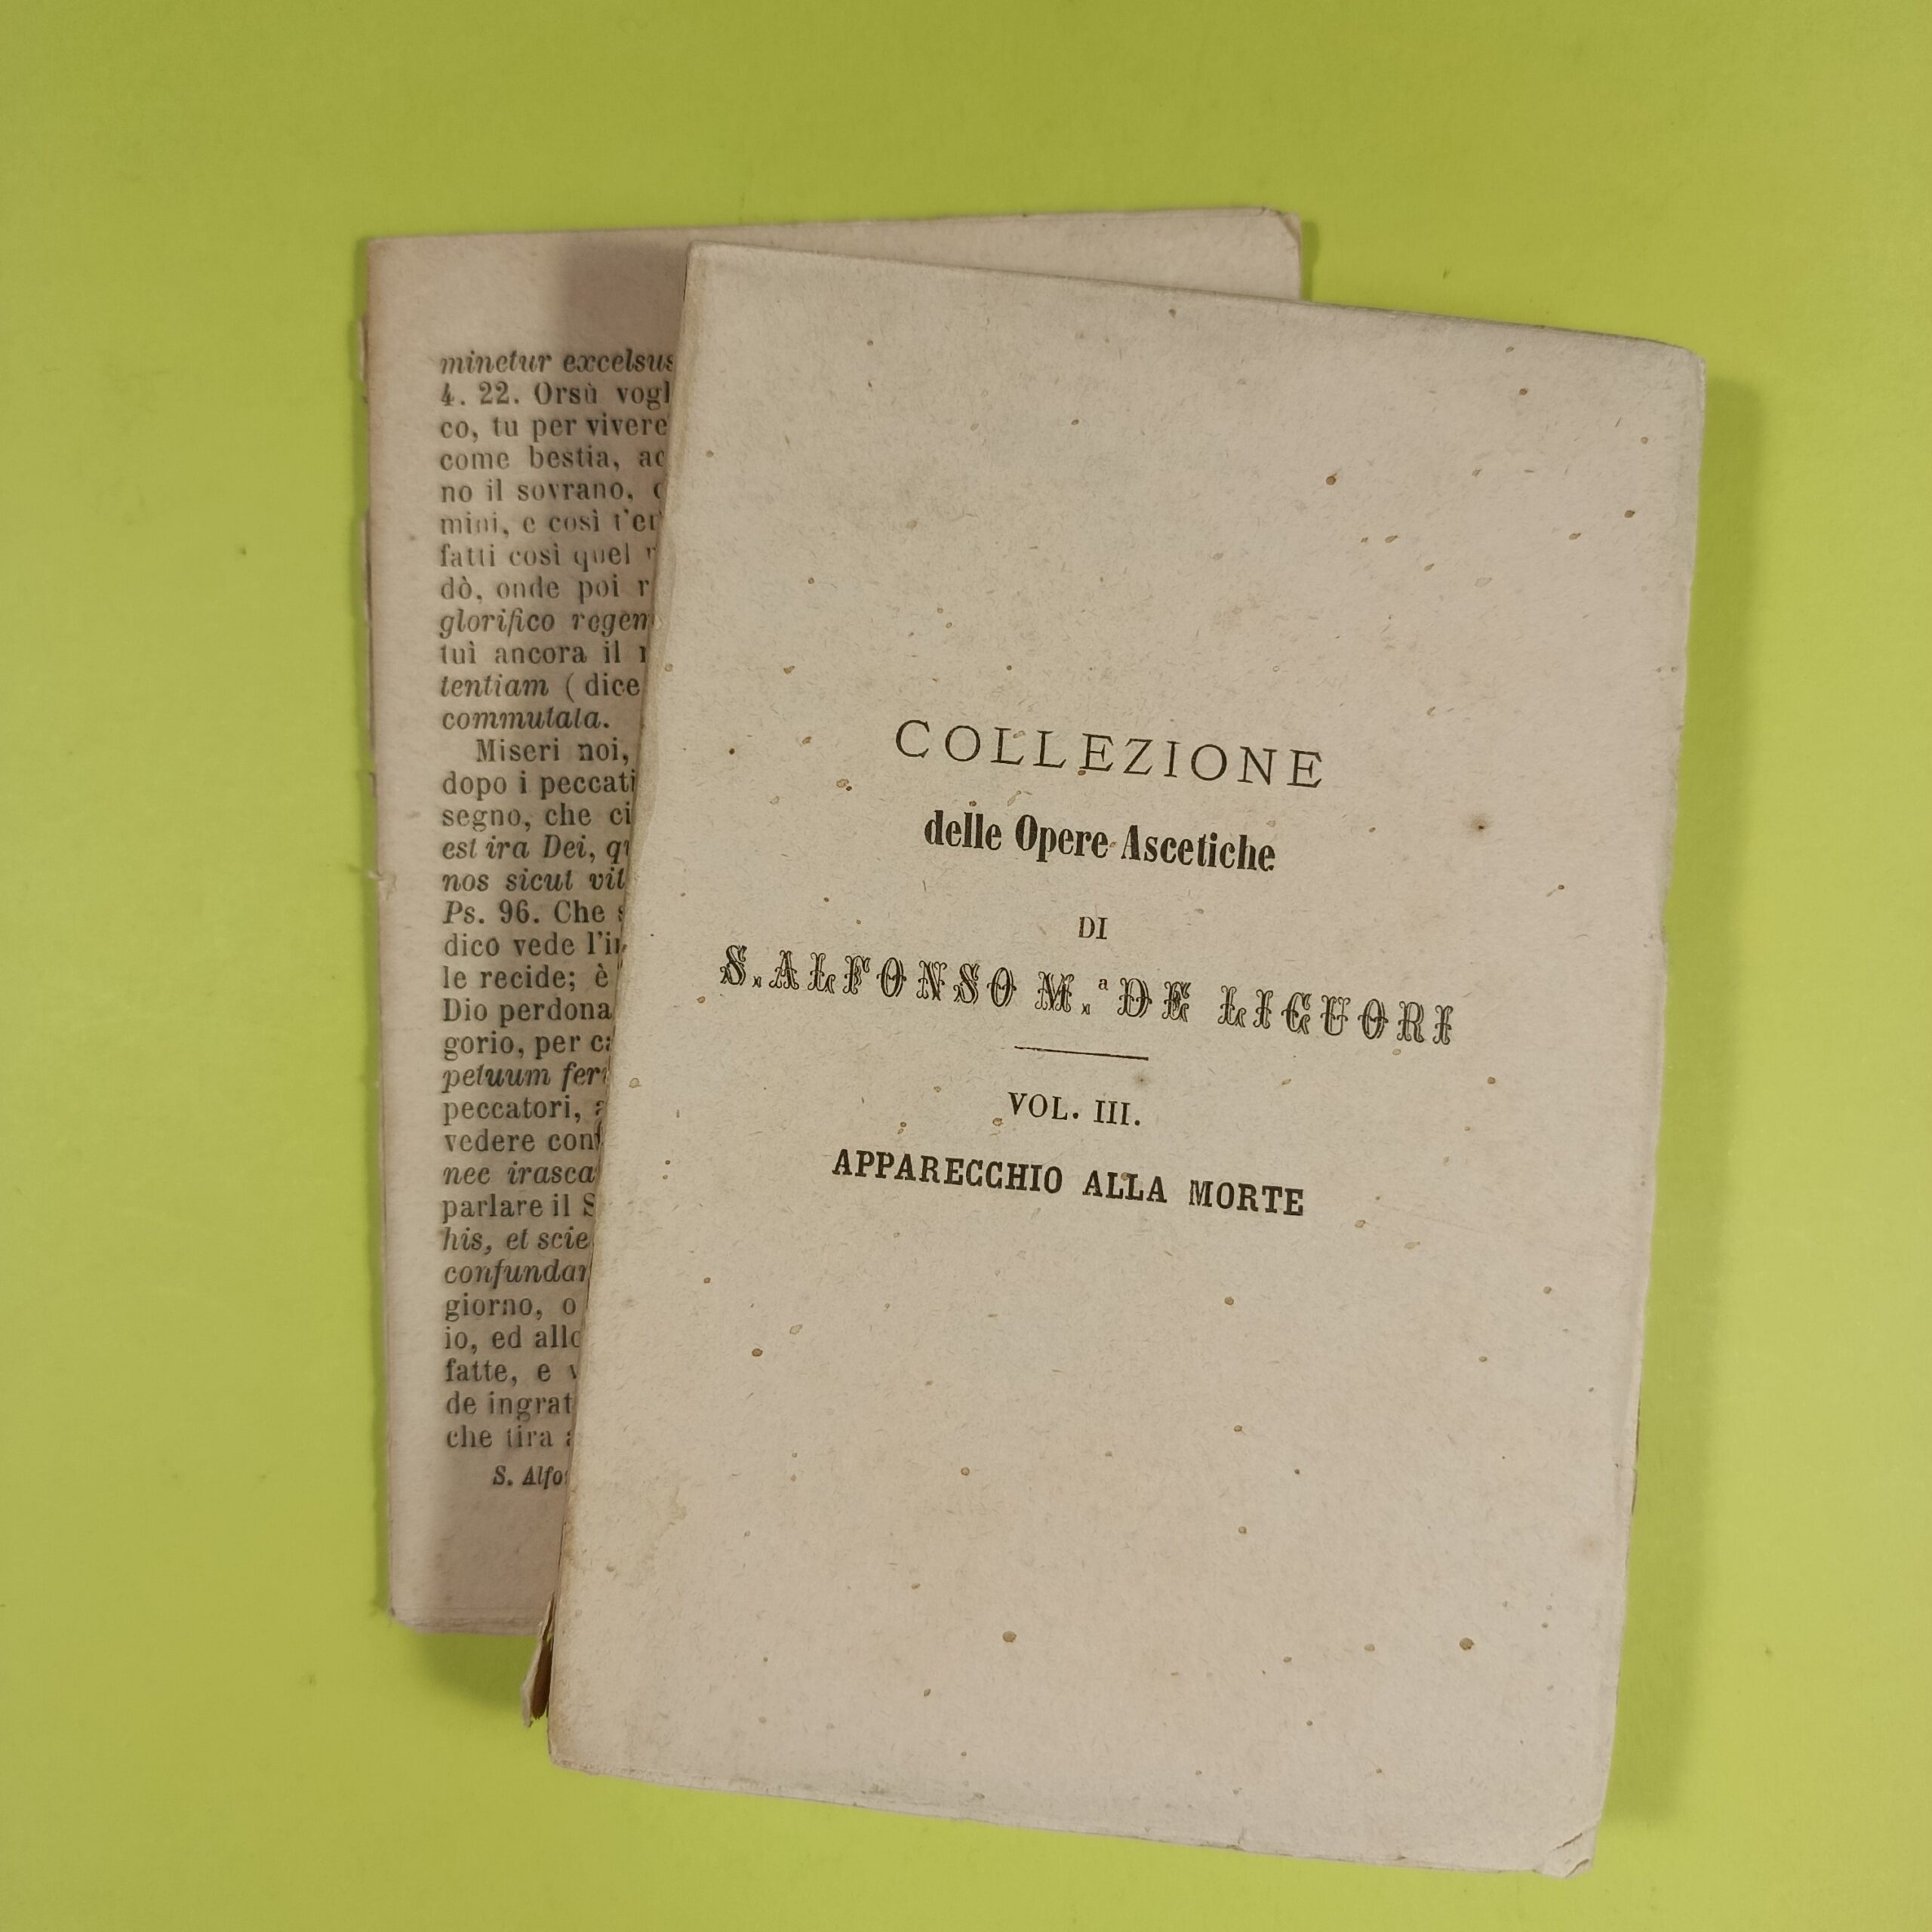 minetur excelsus
4. 22. Orsù
co, tu per vivere
come bestia,
no il sovrano,
mini, e così
fatti così quel
dò, onde poi
glorifico regem
tuì ancora il
tentiam ( dice
commutata.
Miseri noi,
dopo i peccati
segno, che ci
est ira Dei,
nos sicut
Ps. 96. Che
dico vede
le recide; è
Dio perdona
gorio, per
petuum
peccatori,
vedere
nec
parlare il
his, et
giorno, o
io, ed
fatte, e
de
che tira
S.
COLLEZIONE
delle Opere Ascetiche
DI
S. ALFONSO M.ª DE LIGUORI
VOL. III.
APPARECCHIO ALLA MORTE